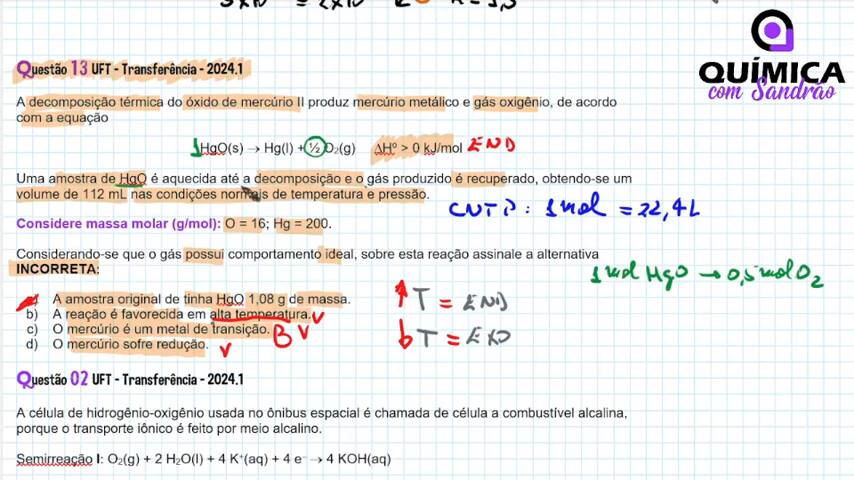 QUÍMICA
com Sandrão
Questão 13 UFT - Transferência - 2024.1
A decomposição térmica do óxido de mercúrio II produz mercúrio metálico e gás oxigênio, de acordo
com a equação
1HgO(s) → Hg(l) + ½ O₂(g) ΔHº > 0 kJ/mol END
Uma amostra de HgO é aquecida até a decomposição e o gás produzido é recuperado, obtendo-se um
volume de 112 mL nas condições normais de temperatura e pressão.
CNTP: 1 mol = 22,4L
Considere massa molar (g/mol): O = 16; Hg = 200.
Considerando-se que o gás possui comportamento ideal, sobre esta reação assinale a alternativa
INCORRETA:
1 mol HgO → 0,5 mol O2
A amostra original de tinha HgO 1,08 g de massa.
b) A reação é favorecida em alta temperatura. V
c) O mercúrio é um metal de transição. B V
d) O mercúrio sofre redução. V
↑ T = END
↓ T = EXO
Questão 02 UFT - Transferência - 2024.1
A célula de hidrogênio-oxigênio usada no ônibus espacial é chamada de célula a combustível alcalina,
porque o transporte iônico é feito por meio alcalino.
Semirreação I: O₂(g) + 2 H₂O(l) + 4 K⁺(aq) + 4 e⁻ → 4 KOH(aq)